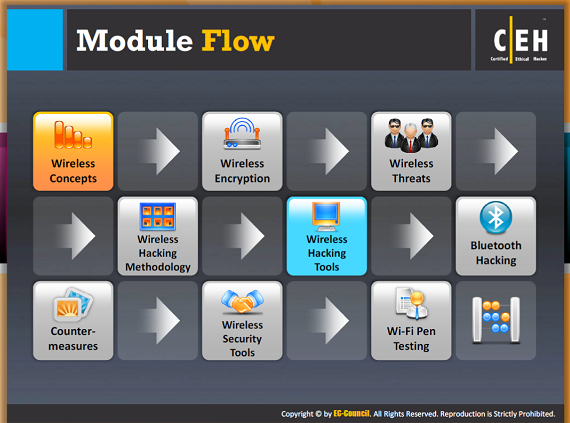 Module Flow
C|EH
Certified Ethical Hacker
Wireless
Concepts
Wireless
Encryption
Wireless
Threats
Wireless
Hacking
Methodology
Wireless
Hacking
Tools
Bluetooth
Hacking
Counter-
measures
Wireless
Security
Tools
Wi-Fi Pen
Testing
Copyright © by EC-Council. All Rights Reserved. Reproduction is Strictly Prohibited.